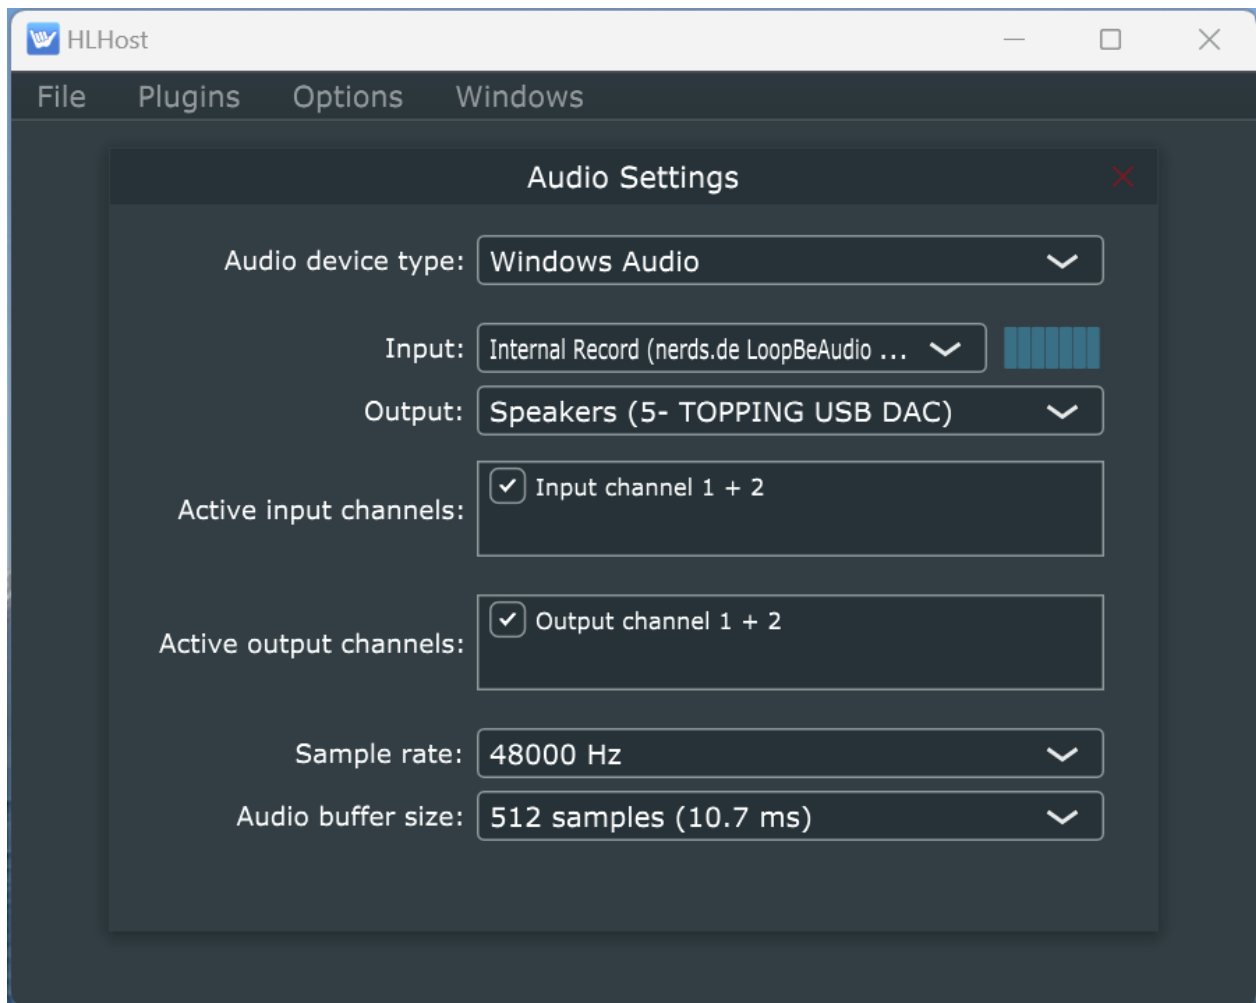 HLHost
File Plugins Options Windows
Audio Settings
Audio device type: Windows Audio
Input: Internal Record (nerds.de LoopBeAudio ...
Output: Speakers (5- TOPPING USB DAC)
Active input channels: Input channel 1 + 2
Active output channels: Output channel 1 + 2
Sample rate: 48000 Hz
Audio buffer size: 512 samples (10.7 ms)